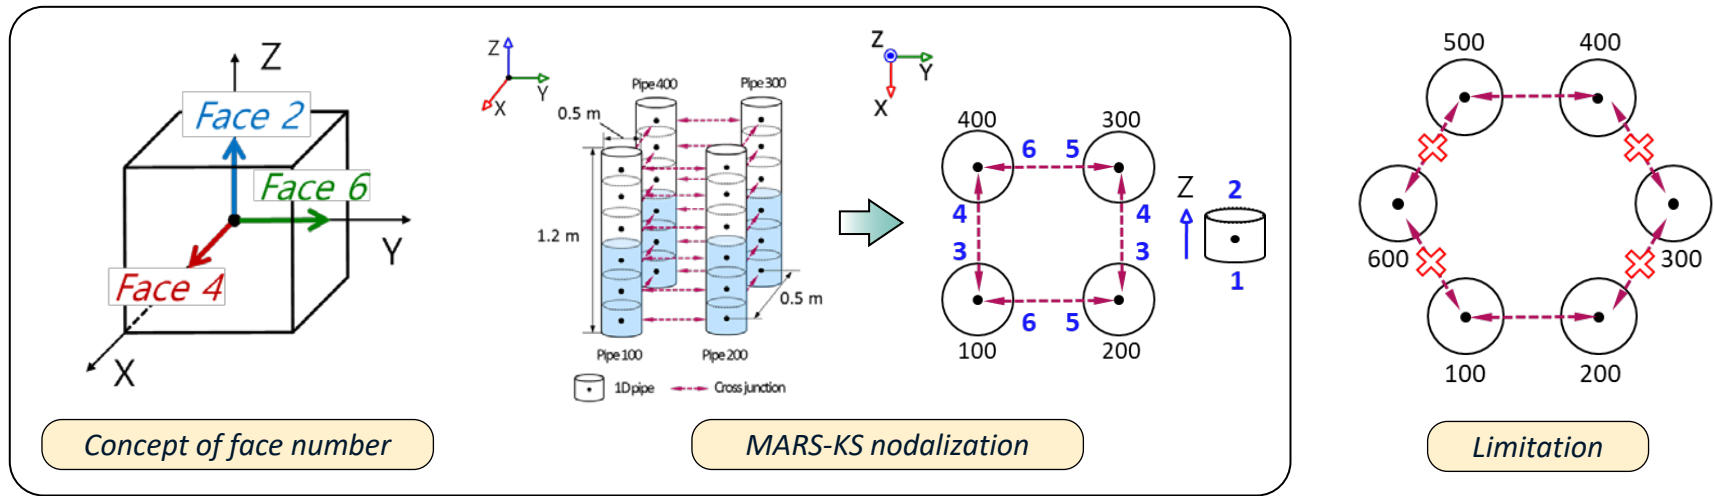 Z
Face 2
Face 6
Y
Face 4
X
Concept of face number
Z
Y
X
Pipe 400
Pipe 300
0.5 m
1.2 m
0.5 m
Pipe 100
Pipe 200
1D pipe
Cross junction
Z
Y
X
400
300
6
5
4
4
3
3
6
5
100
200
Z
2
1
MARS-KS nodalization
500
400
600
300
100
200
Limitation